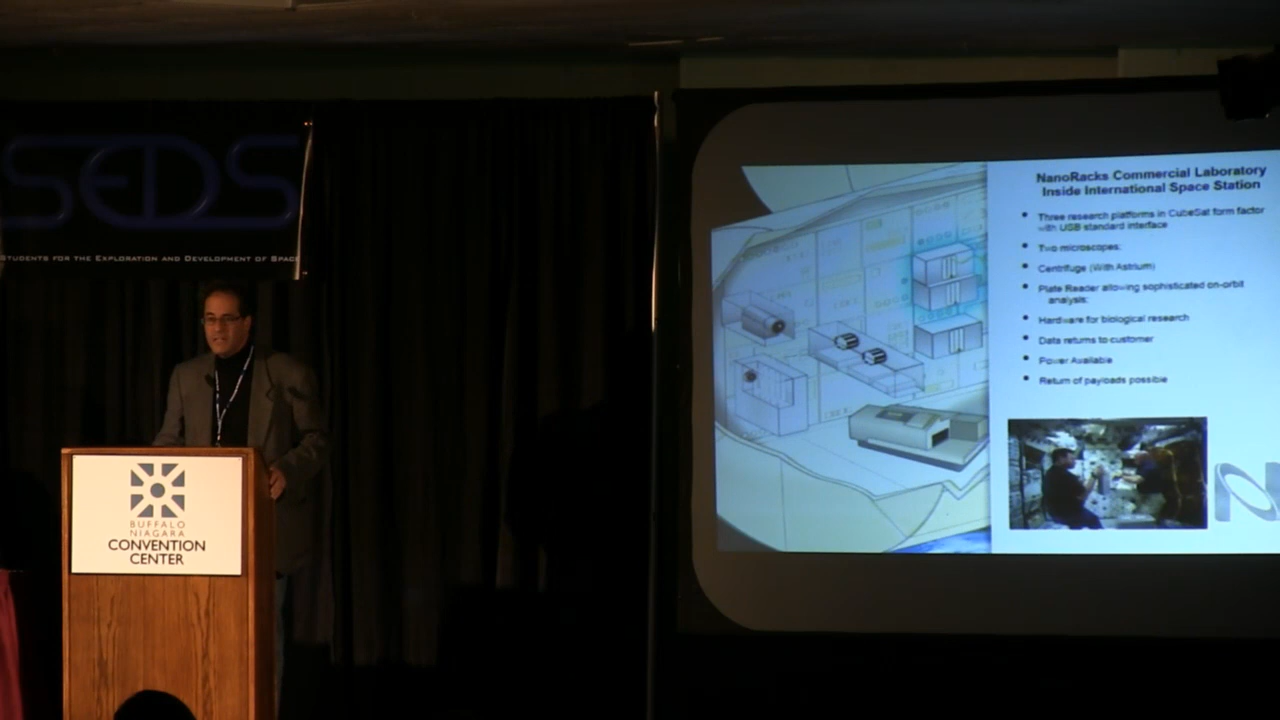 SEDS
STUDENTS FOR THE EXPLORATION AND DEVELOPMENT OF SPACE
BUFFALO
NIAGARA
CONVENTION
CENTER
NanoRacks Commercial Laboratory
Inside International Space Station
• Three research platforms in CubeSat form factor
with USB standard interface
• Two microscopes;
• Centrifuge (With Astrium)
• Plate Reader allowing sophisticated on-orbit
analysis;
• Hardware for biological research
• Data returns to customer
• Power Available
• Return of payloads possible